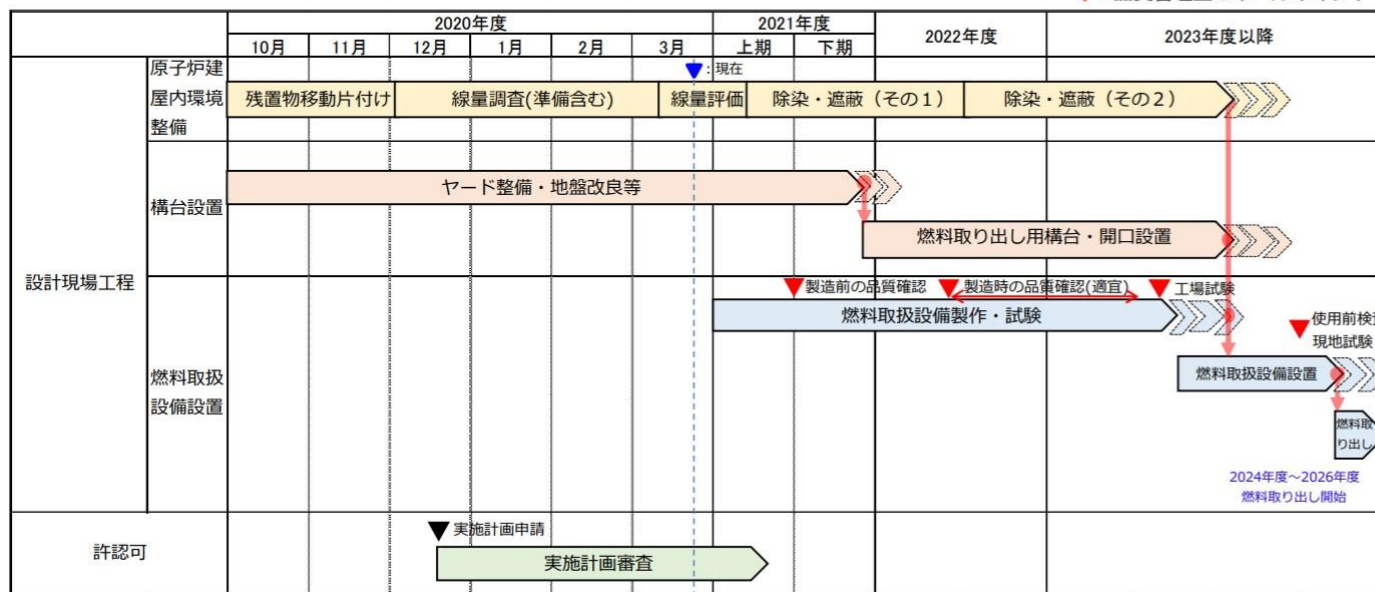 2020年度
2021年度
2022年度
2023年度以降
10月
11月
12月
1月
2月
3月
上期
下期
:現在
設計現場工程
原子炉建
屋内環境
整備
残置物移動片付け
線量調査(準備含む)
線量評価
除染・遮蔽（その１）
除染・遮蔽（その２）
構台設置
ヤード整備・地盤改良等
燃料取り出し用構台・開口設置
燃料取扱
設備設置
製造前の品質確認
製造時の品質確認(適宜)
工場試験
燃料取扱設備製作・試験
使用前検査
現地試験
燃料取扱設備設置
燃料取
り出し
2024年度～2026年度
燃料取り出し開始
許認可
実施計画申請
実施計画審査